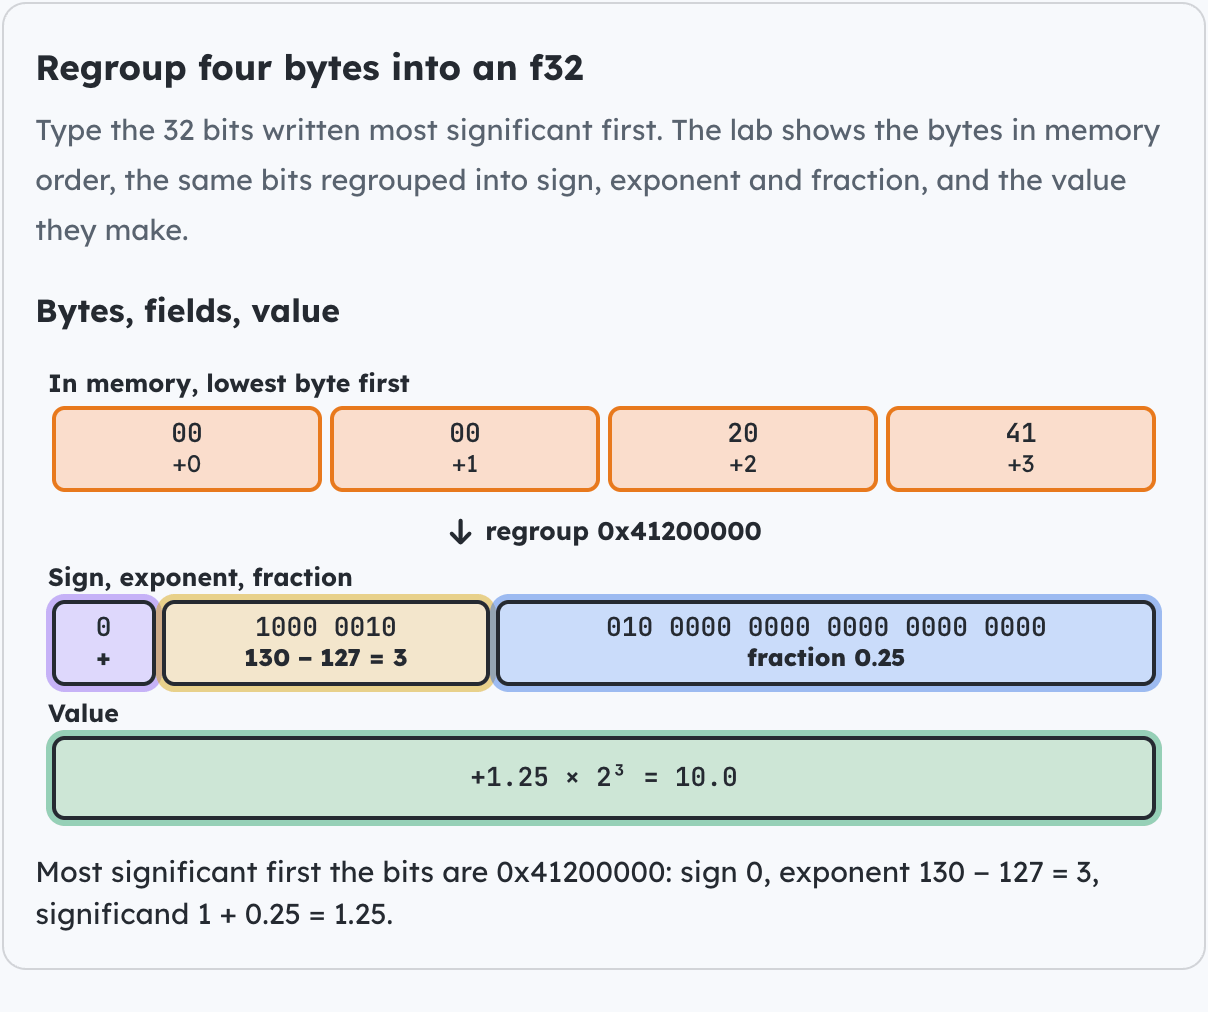 Regroup four bytes into an f32
Type the 32 bits written most significant first. The lab shows the bytes in memory
order, the same bits regrouped into sign, exponent and fraction, and the value
they make.
Bytes, fields, value
In memory, lowest byte first
00 00 20 41
+0 +1 +2 +3
↓ regroup 0x41200000
Sign, exponent, fraction
0 1000 0010 010 0000 0000 0000 0000 0000
+ 130 − 127 = 3 fraction 0.25
Value
+1.25 × 2³ = 10.0
Most significant first the bits are 0x41200000: sign 0, exponent 130 − 127 = 3,
significand 1 + 0.25 = 1.25.